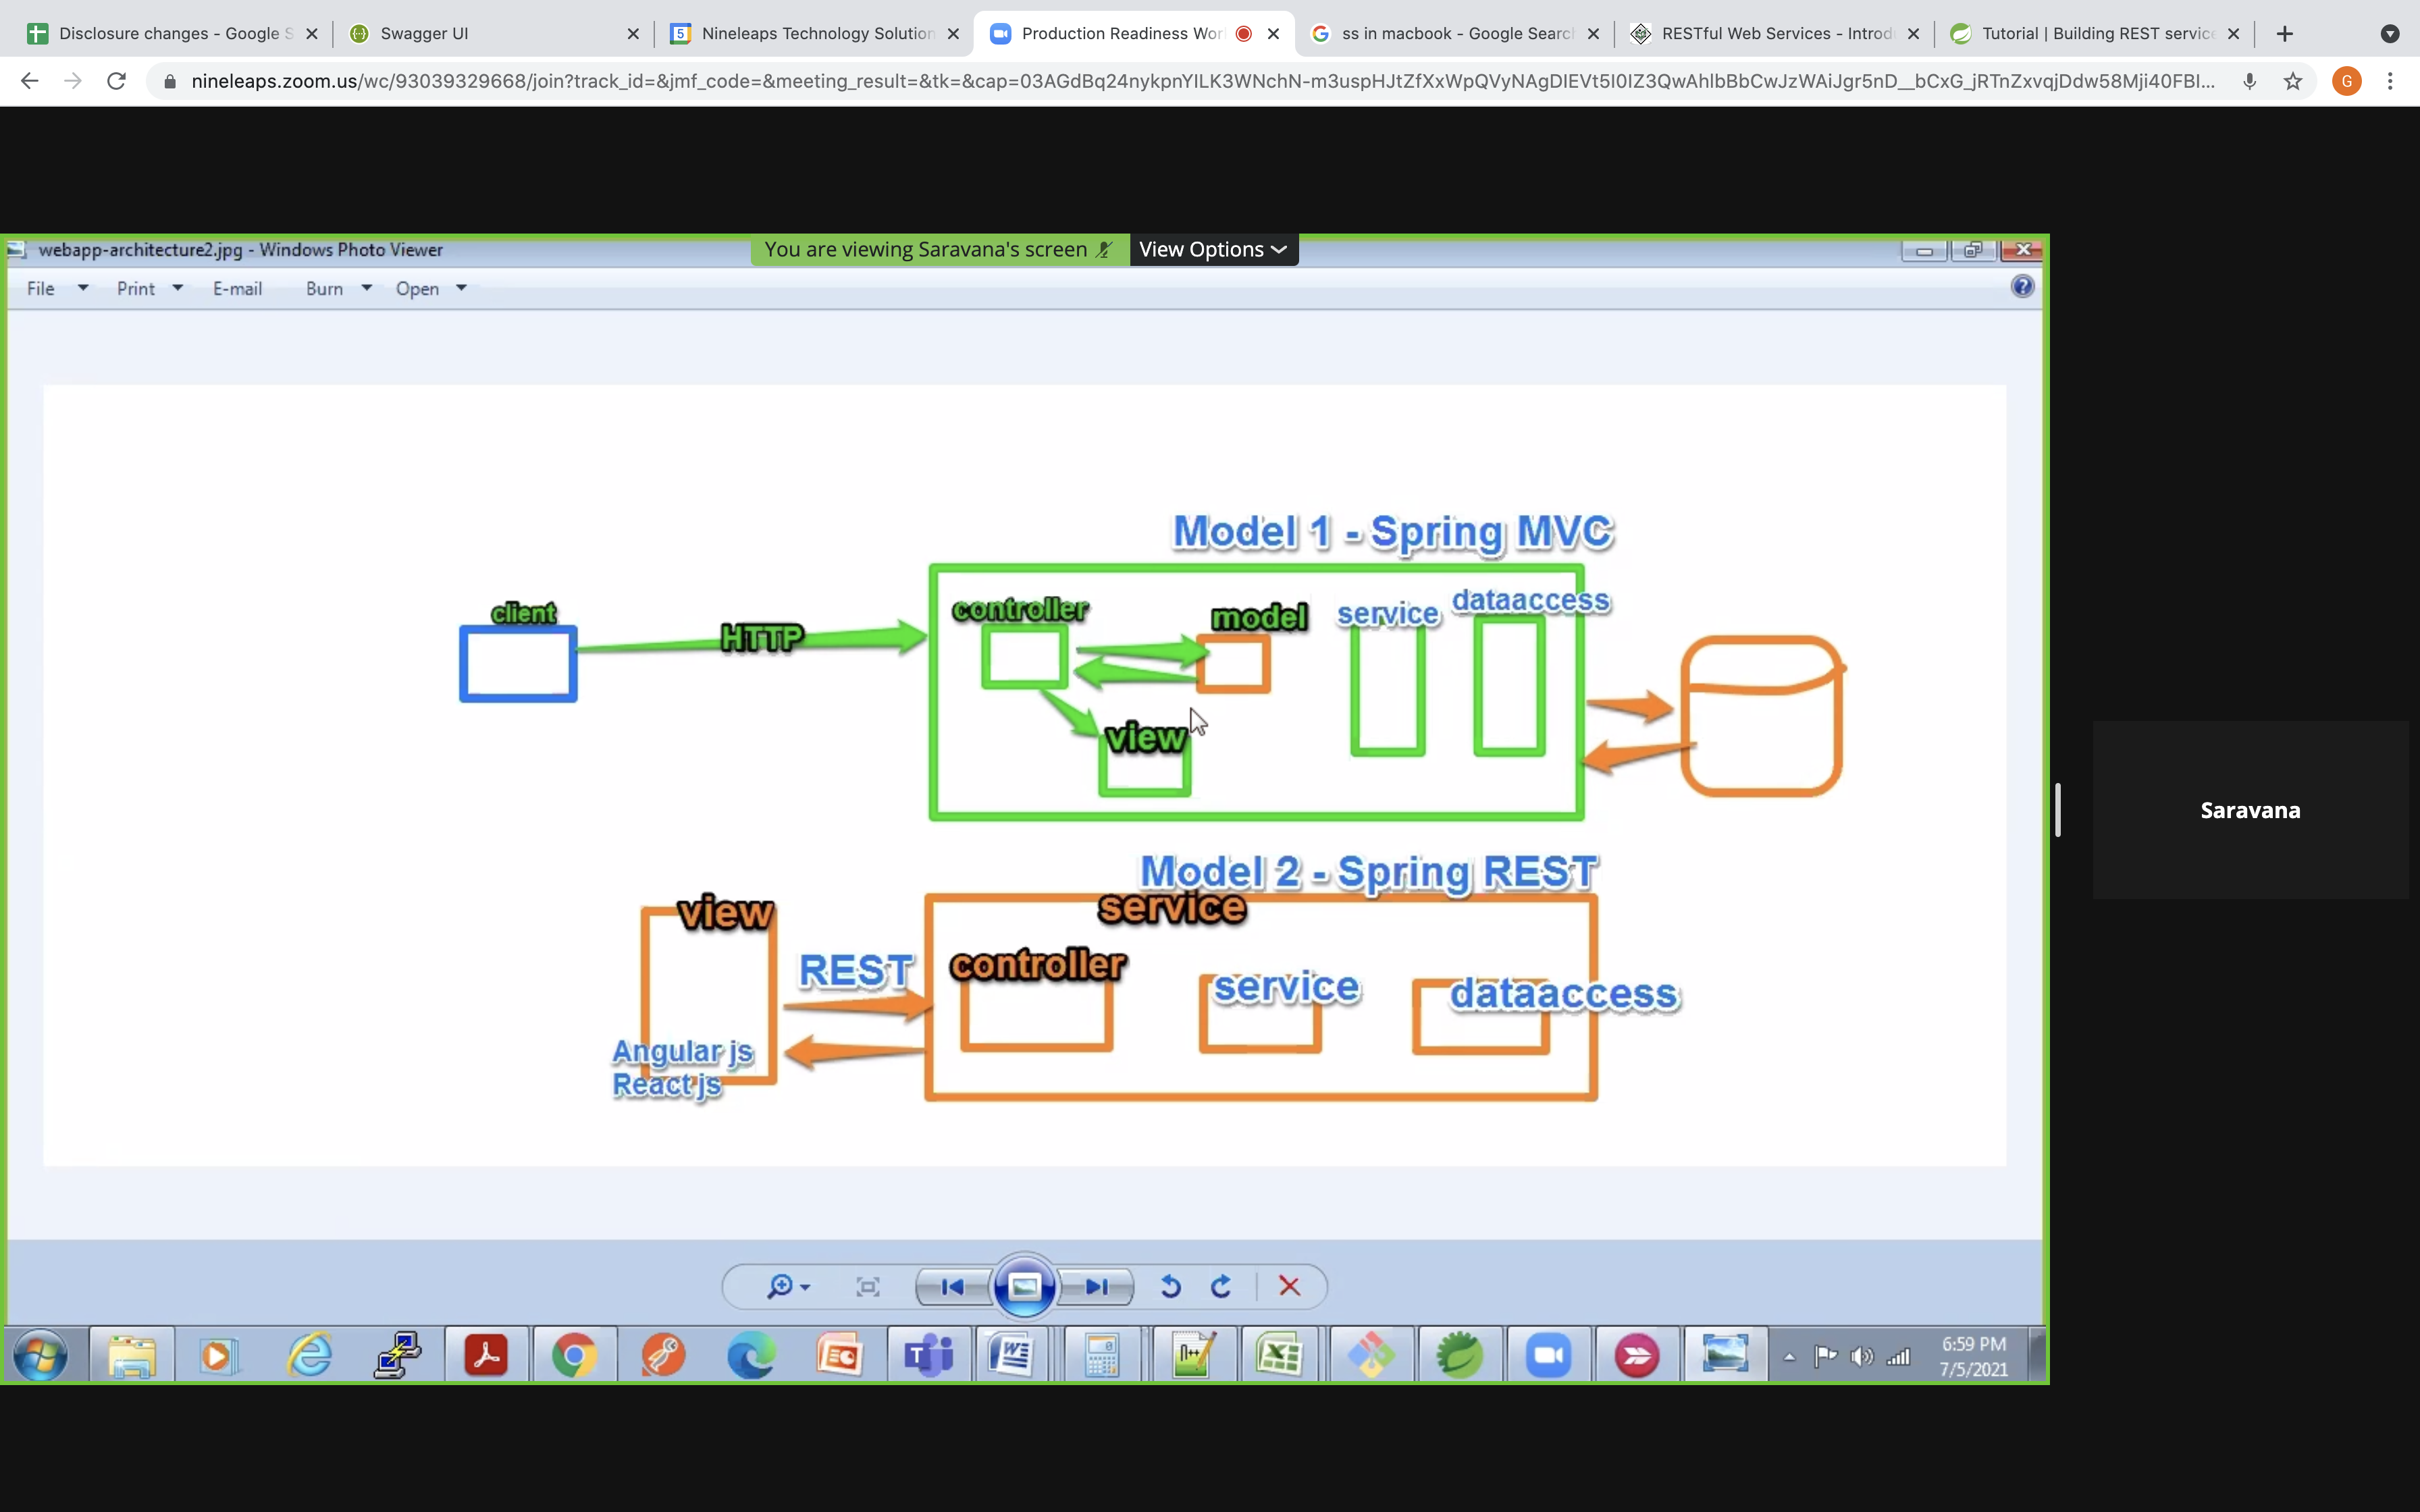 Disclosure changes - Google S
Swagger UI
5 Nineleaps Technology Solution
Production Readiness Wor
G ss in macbook - Google Search
RESTful Web Services - Introd
Tutorial | Building REST service
nineleaps.zoom.us/wc/93039329668/join?track_id=&jmf_code=&meeting_result=&tk=&cap=
G
webapp-architecture2.jpg - Windows Photo Viewer
You are viewing Saravana's screen
View Options
File Print E-mail Burn Open
Model 1 - Spring MVC
client
HTTP
controller
model
service
dataaccess
view
Model 2 - Spring REST
view
service
REST
controller
service
dataaccess
Angular js
React js
Saravana
6:59 PM
7/5/2021